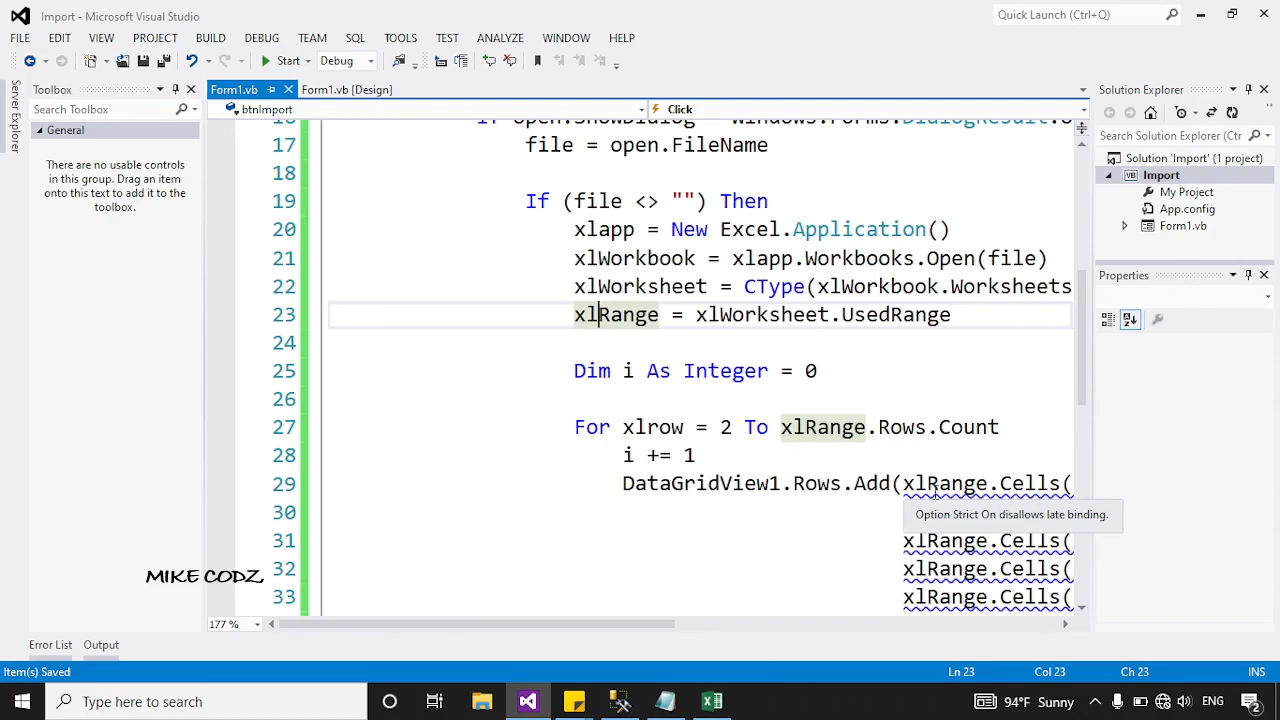 Import - Microsoft Visual Studio
Quick Launch (Ctrl+Q)
FILE EDIT VIEW PROJECT BUILD DEBUG TEAM SQL TOOLS TEST ANALYZE WINDOW HELP
Start Debug
Server Explorer
Toolbox
Search Toolbox
General
There are no usable controls
in this group. Drag an item
onto this text to add it to the
toolbox.
Form1.vb Form1.vb [Design]
btnImport Click
17 file = open.FileName
18
19 If (file <> "") Then
20 xlapp = New Excel.Application()
21 xlWorkbook = xlapp.Workbooks.Open(file)
22 xlWorksheet = CType(xlWorkbook.Worksheets
23 xlRange = xlWorksheet.UsedRange
24
25 Dim i As Integer = 0
26
27 For xlrow = 2 To xlRange.Rows.Count
28 i += 1
29 DataGridView1.Rows.Add(xlRange.Cells(
30
Option Strict On disallows late binding.
31 xlRange.Cells(
32 xlRange.Cells(
33 xlRange.Cells(
MIKE CODZ,
177 %
Solution Explorer
Search Solution Explorer (Ctrl
Solution 'Import' (1 project)
VB Import
My Project
App.config
Form1.vb
Properties
Error List Output
Item(s) Saved Ln 23 Col 23 Ch 23 INS
Type here to search
94°F Sunny ENG 2